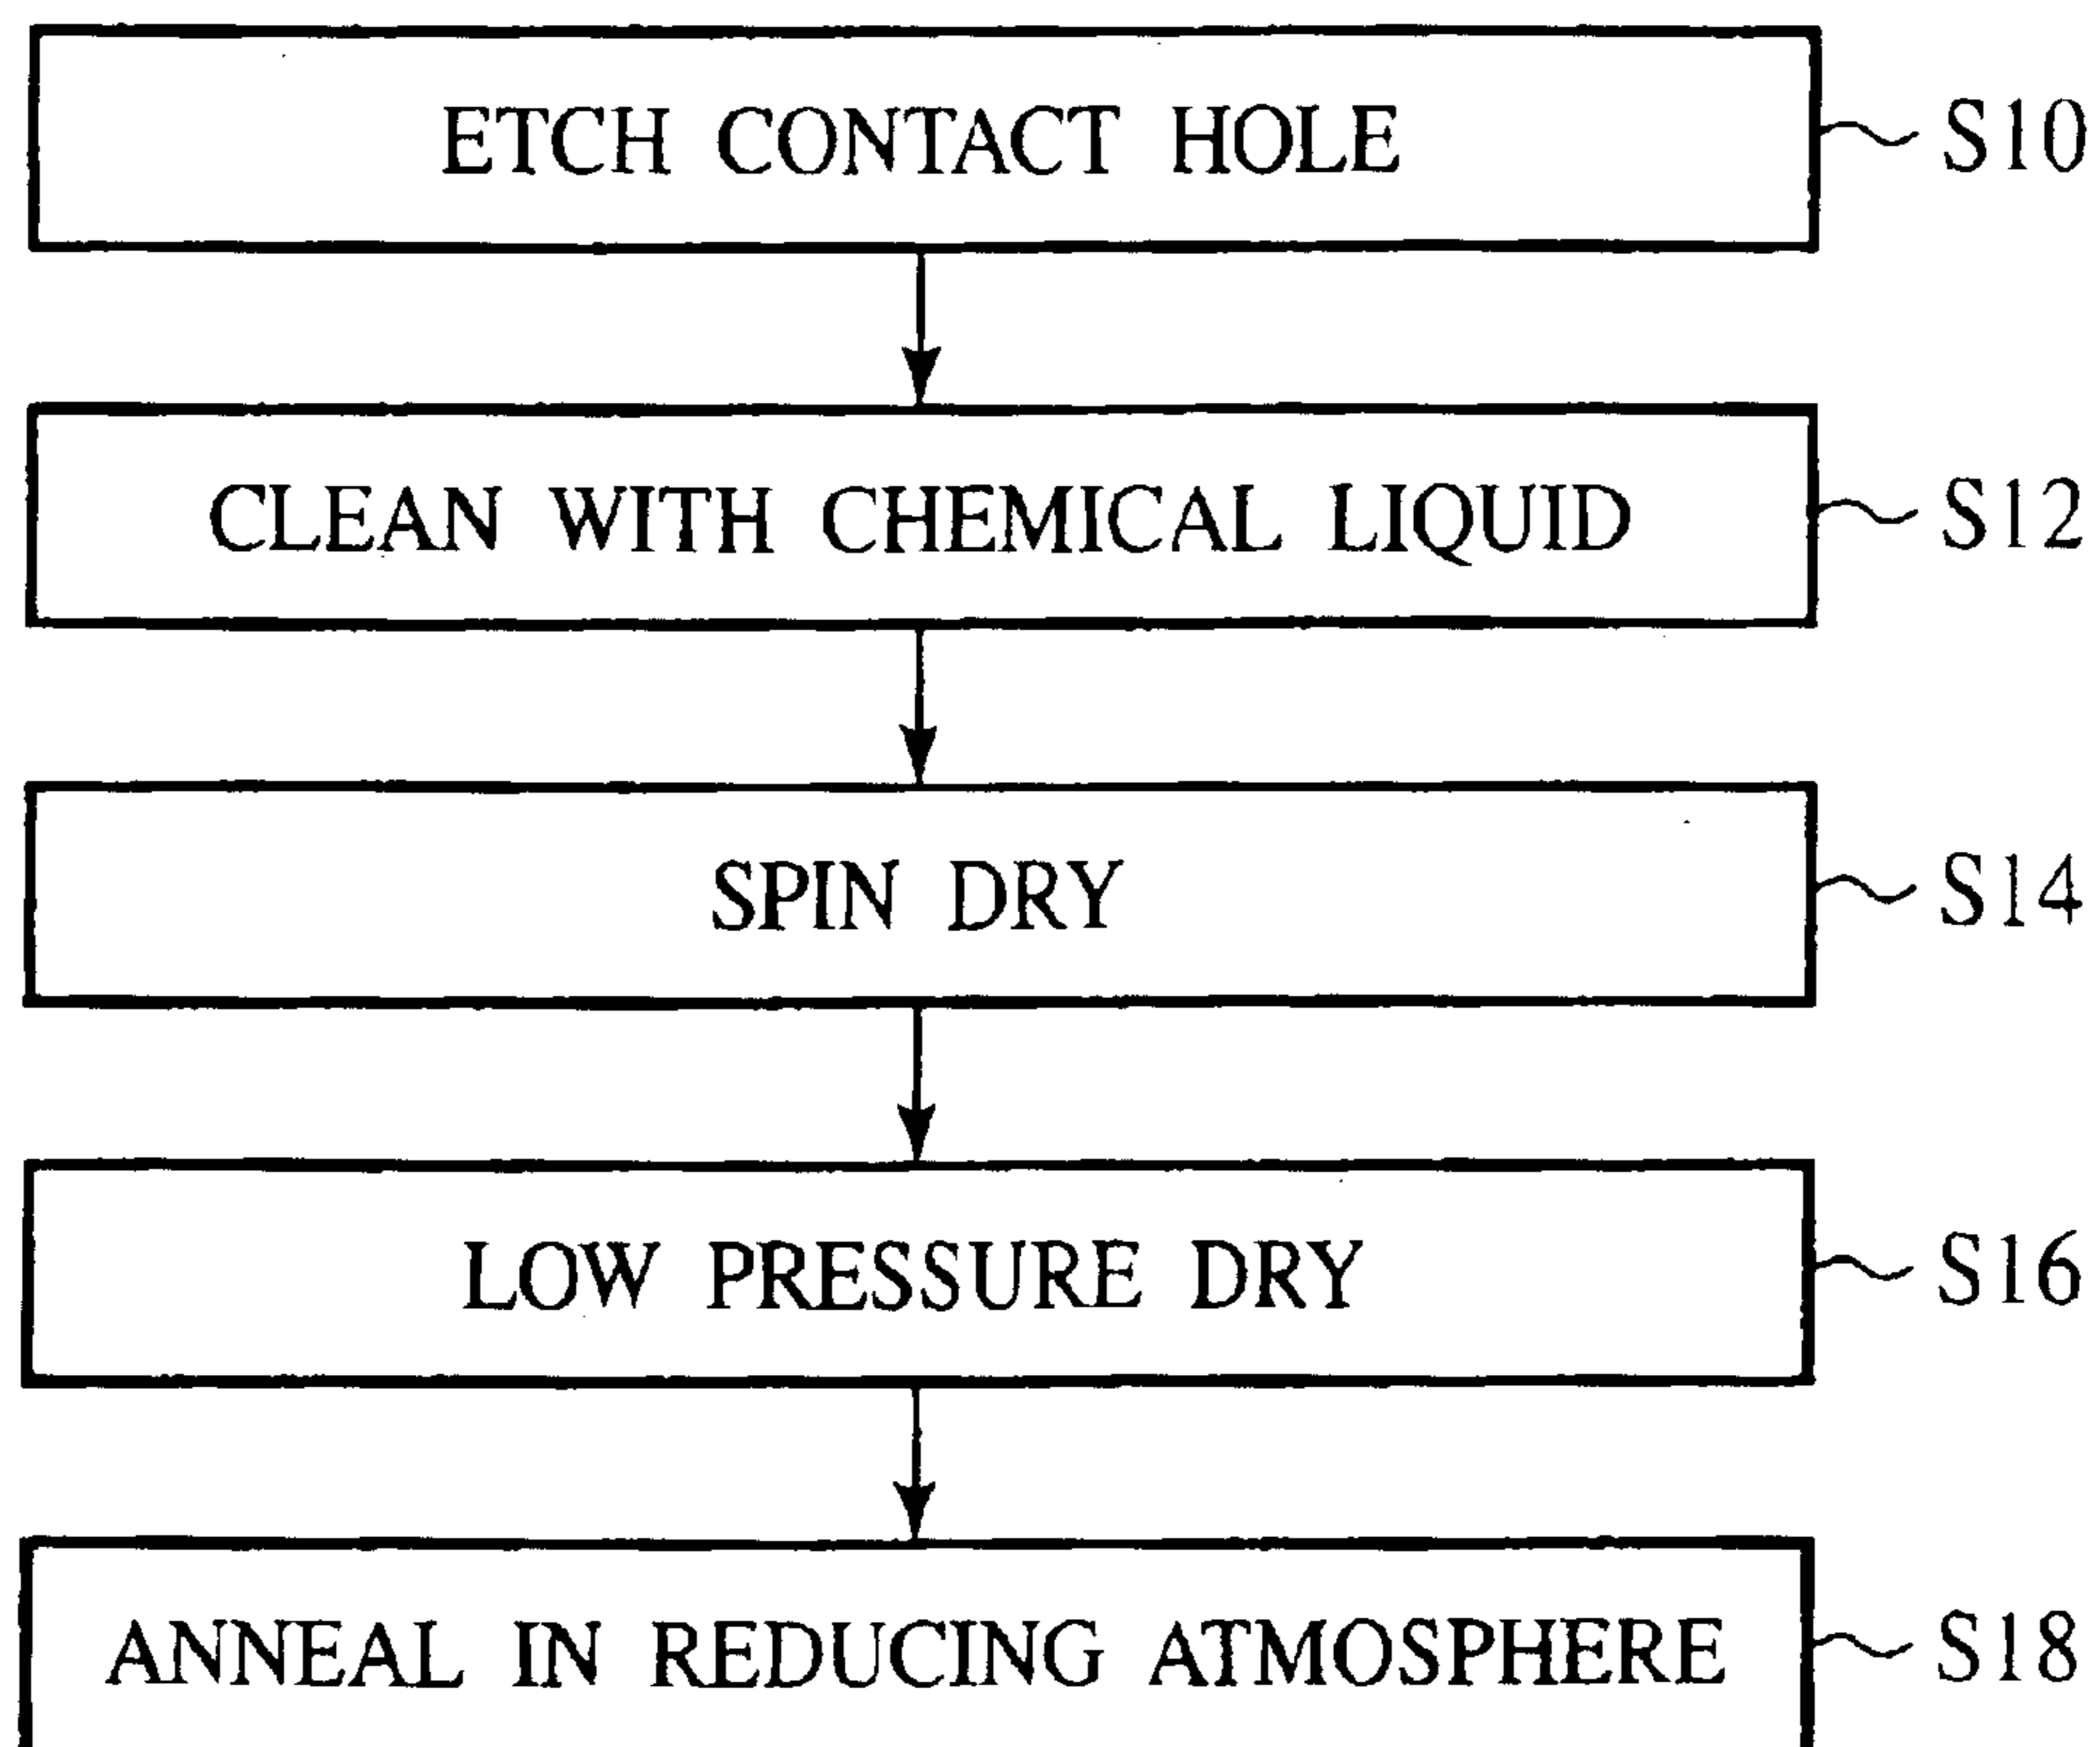 ETCH CONTACT HOLE S10
CLEAN WITH CHEMICAL LIQUID S12
SPIN DRY S14
LOW PRESSURE DRY S16
ANNEAL IN REDUCING ATMOSPHERE S18